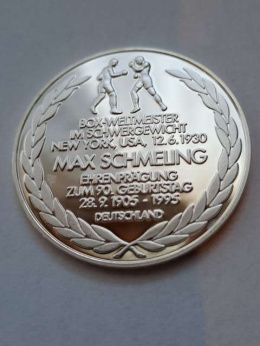 BOX-WELTMEISTER
IM SCHWERGEWICHT
NEW YORK, USA, 12.6.1930
MAX SCHMELING
EHRENPRÄGUNG
ZUM 90. GEBURTSTAG
28.9.1905 - 1995
DEUTSCHLAND